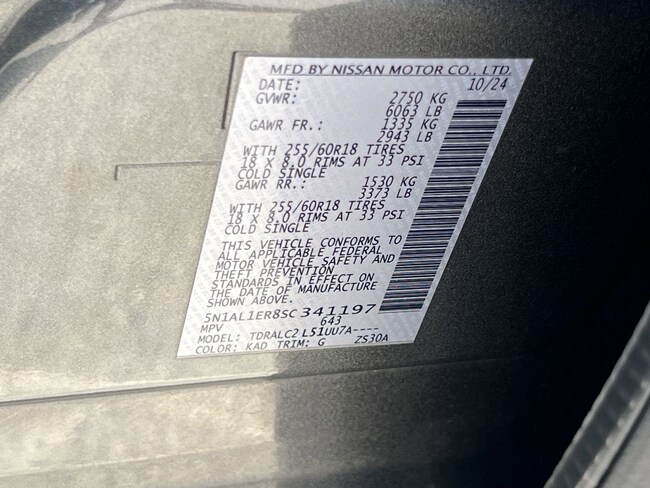 MFD BY NISSAN MOTOR CO., LTD.
DATE: 10/24
GVWR: 2750 KG
6063 LB
GAWR FR.: 1335 KG
2943 LB
WITH 255/60R18 TIRES
18 X 8.0 RIMS AT 33 PSI
COLD SINGLE
GAWR RR.: 1530 KG
3373 LB
WITH 255/60R18 TIRES
18 X 8.0 RIMS AT 33 PSI
COLD SINGLE
THIS VEHICLE CONFORMS TO
ALL APPLICABLE FEDERAL
MOTOR VEHICLE SAFETY AND
THEFT PREVENTION
STANDARDS IN EFFECT ON
THE DATE OF MANUFACTURE
SHOWN ABOVE.
5N1AL1ER8SC341197
MPV 643
MODEL: TDRALC2 L51UU7A----
COLOR: KAD TRIM: G ZS30A